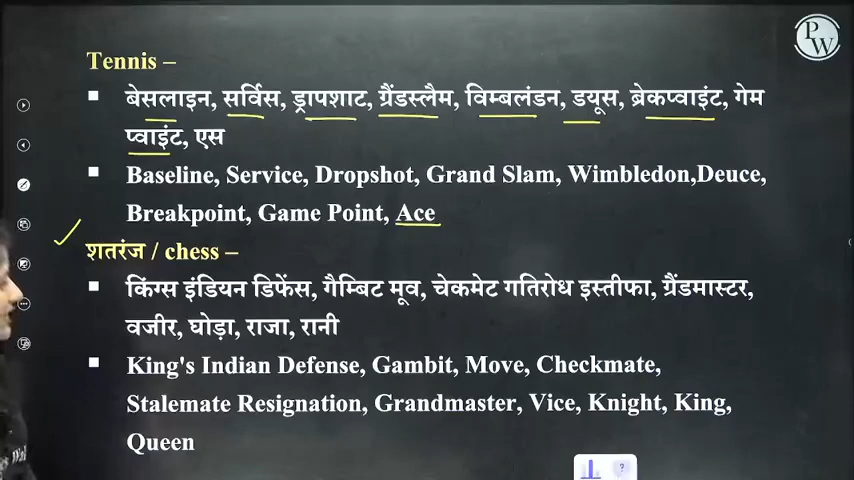 PW
Tennis –
बेसलाइन, सर्विस, ड्रापशाट, ग्रैंडस्लैम, विम्बलंडन, डयूस, ब्रेकप्वाइंट, गेम
प्वाइंट, एस
Baseline, Service, Dropshot, Grand Slam, Wimbledon,Deuce,
Breakpoint, Game Point, Ace
शतरंज / chess –
किंग्स इंडियन डिफेंस, गैम्बिट मूव, चेकमेट गतिरोध इस्तीफा, ग्रैंडमास्टर,
वजीर, घोड़ा, राजा, रानी
King's Indian Defense, Gambit, Move, Checkmate,
Stalemate Resignation, Grandmaster, Vice, Knight, King,
Queen